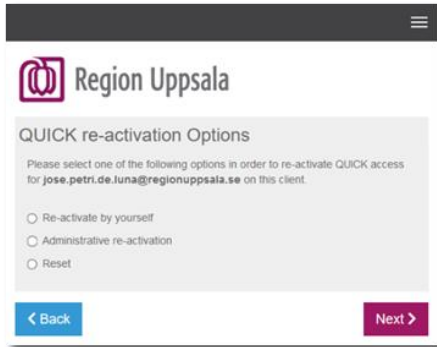 Region Uppsala
QUICK re-activation Options
Please select one of the following options in order to re-activate QUICK access
for jose.petri.de.luna@regionuppsala.se on this client.
Re-activate by yourself
Administrative re-activation
Reset
Back
Next